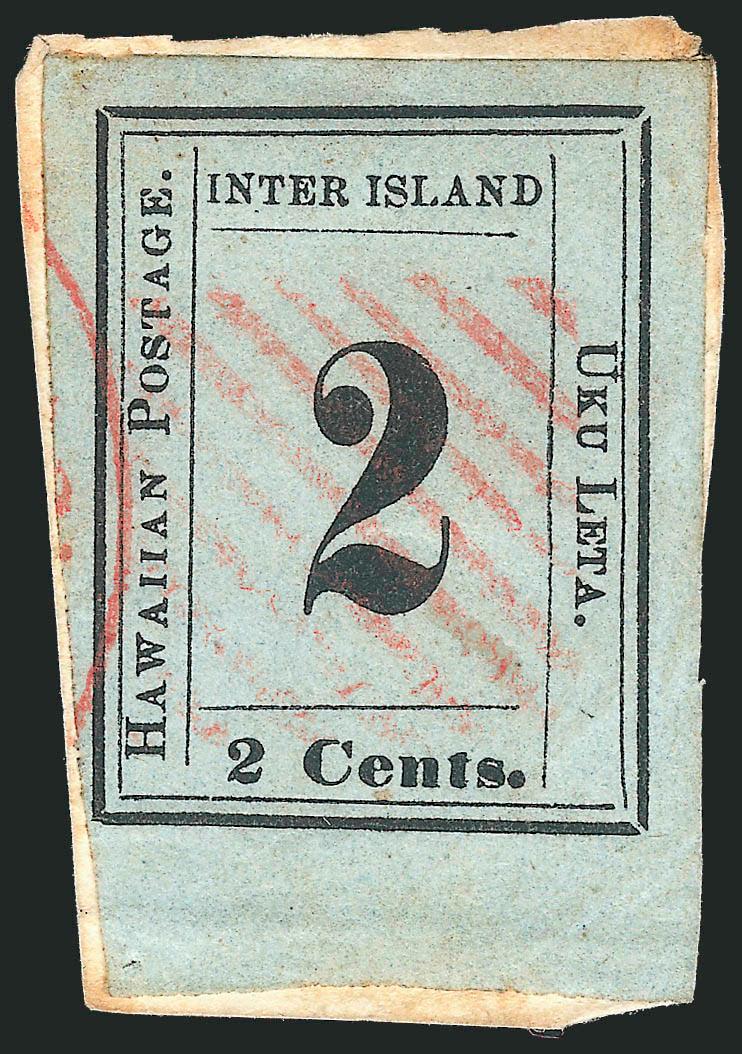 INTER ISLAND
HAWAIIAN POSTAGE.
2
UKU LETA.
2 Cents.